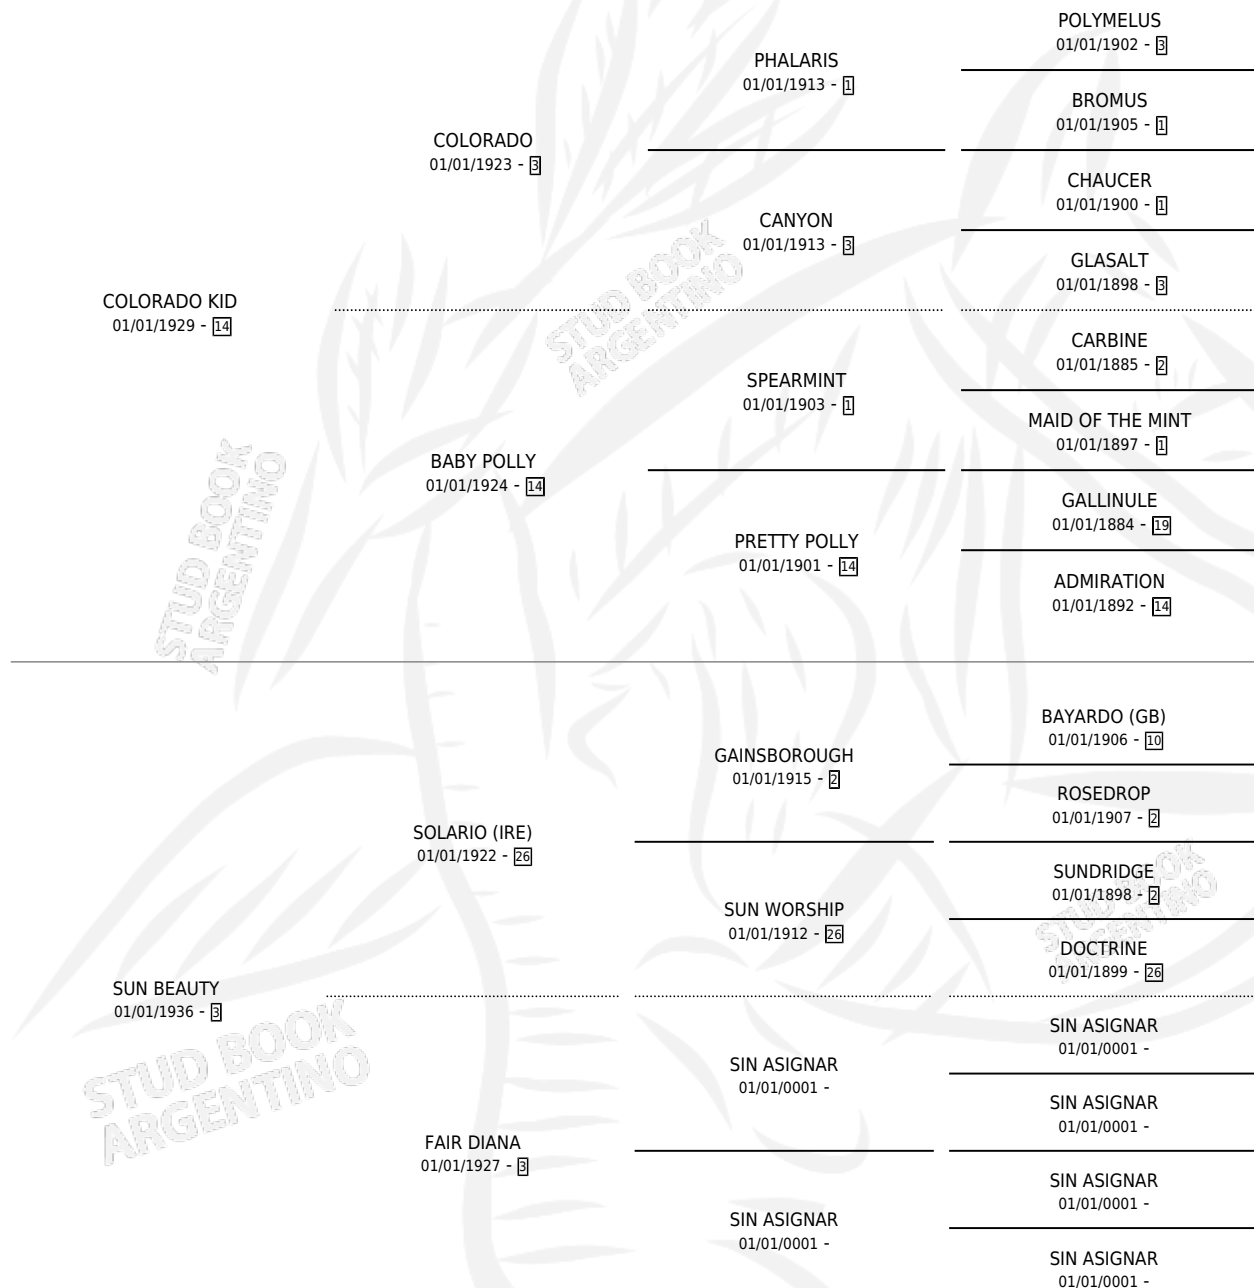 POLYMELUS
01/01/1902 - 3
PHALARIS
01/01/1913 - 1
BROMUS
01/01/1905 - 1
COLORADO
01/01/1923 - 3
CHAUCER
01/01/1900 - 1
CANYON
01/01/1913 - 3
GLASALT
01/01/1898 - 3
COLORADO KID
01/01/1929 - 14
CARBINE
01/01/1885 - 2
SPEARMINT
01/01/1903 - 1
MAID OF THE MINT
01/01/1897 - 1
BABY POLLY
01/01/1924 - 14
GALLINULE
01/01/1884 - 19
PRETTY POLLY
01/01/1901 - 14
ADMIRATION
01/01/1892 - 14
STUD BOOK
ARGENTINO
STUD BOOK
ARGENTINO
BAYARDO (GB)
01/01/1906 - 10
GAINSBOROUGH
01/01/1915 - 2
ROSEDROP
01/01/1907 - 2
SOLARIO (IRE)
01/01/1922 - 26
SUNDRIDGE
01/01/1898 - 2
SUN WORSHIP
01/01/1912 - 26
DOCTRINE
01/01/1899 - 26
SUN BEAUTY
01/01/1936 - 3
SIN ASIGNAR
01/01/0001 -
SIN ASIGNAR
01/01/0001 -
SIN ASIGNAR
01/01/0001 -
FAIR DIANA
01/01/1927 - 3
SIN ASIGNAR
01/01/0001 -
SIN ASIGNAR
01/01/0001 -
SIN ASIGNAR
01/01/0001 -
STUD BOOK
ARGENTINO
STUD BOOK
ARGENTINO